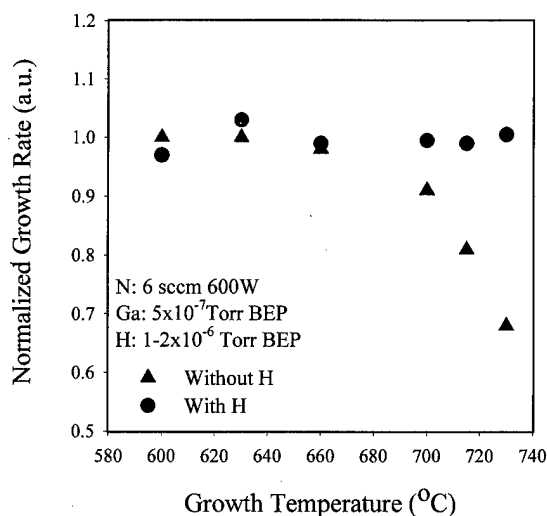 1.2
1.1
1.0
0.9
0.8
0.7
0.6
0.5
Normalized Growth Rate (a.u.)
N: 6 sccm 600W
Ga: 5x10⁻⁷Torr BEP
H: 1-2x10⁻⁶ Torr BEP
Without H
With H
580 600 620 640 660 680 700 720 740
Growth Temperature (ᴼC)